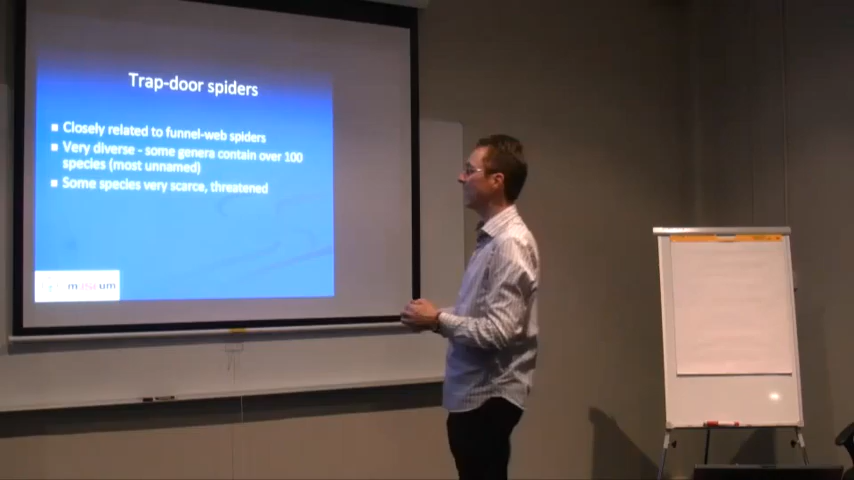 Trap-door spiders
▪ Closely related to funnel-web spiders
▪ Very diverse - some genera contain over 100
species (most unnamed)
▪ Some species very scarce, threatened